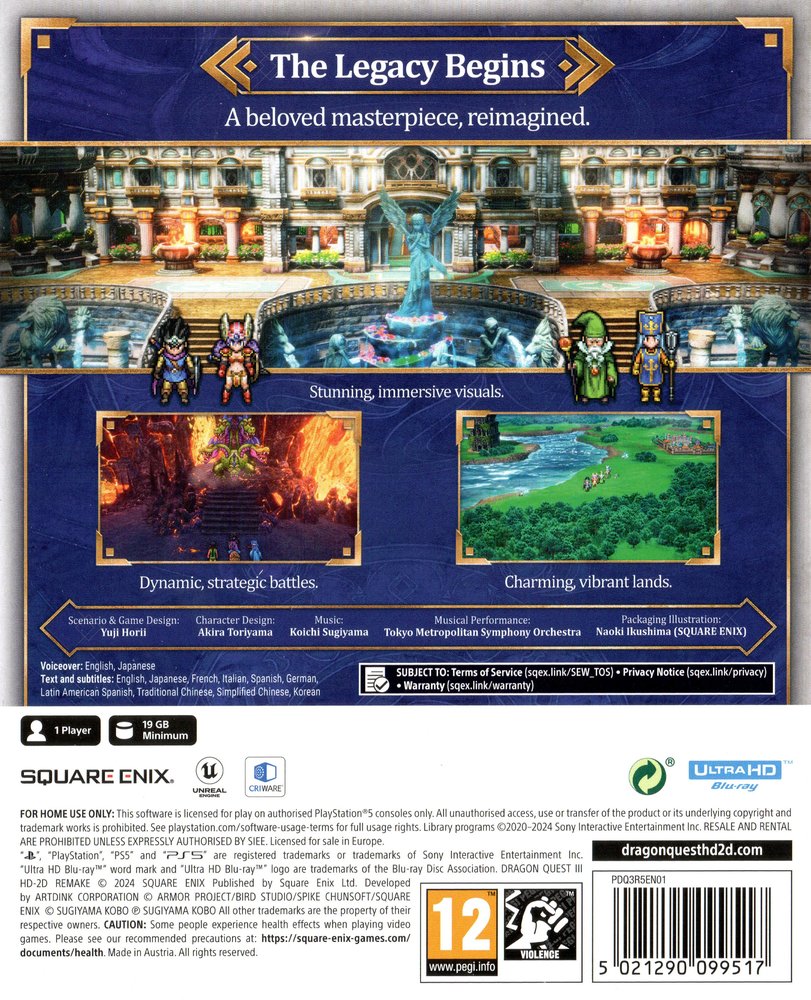 The Legacy Begins
A beloved masterpiece, reimagined.
Stunning, immersive visuals.
Dynamic, strategic battles.
Charming, vibrant lands.
Scenario & Game Design:
Yuji Horii
Character Design:
Akira Toriyama
Music:
Koichi Sugiyama
Musical Performance:
Tokyo Metropolitan Symphony Orchestra
Packaging Illustration:
Naoki Ikushima (SQUARE ENIX)
Voiceover: English, Japanese
Text and subtitles: English, Japanese, French, Italian, Spanish, German,
Latin American Spanish, Traditional Chinese, Simplified Chinese, Korean
SUBJECT TO: Terms of Service (sqex.link/SEW_TOS) • Privacy Notice (sqex.link/privacy)
• Warranty (sqex.link/warranty)
1 Player
19 GB
Minimum
SQUARE ENIX.
UNREAL
ENGINE
CRIWARE®
®
ULTRA HD™
Blu-ray
FOR HOME USE ONLY: This software is licensed for play on authorised PlayStation®5 consoles only. All unauthorised access, use or transfer of the product or its underlying copyright and
trademark works is prohibited. See playstation.com/software-usage-terms for full usage rights. Library programs ©2020-2024 Sony Interactive Entertainment Inc. RESALE AND RENTAL
ARE PROHIBITED UNLESS EXPRESSLY AUTHORISED BY SIEE. Licensed for sale in Europe.
" ", "PlayStation", "PS5" and "PS5" are registered trademarks or trademarks of Sony Interactive Entertainment Inc.
"Ultra HD Blu-ray™" word mark and "Ultra HD Blu-ray™" logo are trademarks of the Blu-ray Disc Association. DRAGON QUEST III
HD-2D REMAKE © 2024 SQUARE ENIX Published by Square Enix Ltd. Developed
by ARTDINK CORPORATION © ARMOR PROJECT/BIRD STUDIO/SPIKE CHUNSOFT/SQUARE
ENIX © SUGIYAMA KOBO ℗ SUGIYAMA KOBO All other trademarks are the property of their
respective owners. CAUTION: Some people experience health effects when playing video
games. Please see our recommended precautions at: https://square-enix-games.com/
documents/health. Made in Austria. All rights reserved.
dragonquesthd2d.com
12
www.pegi.info
VIOLENCE
PDQ3R5EN01
5 021290 099517